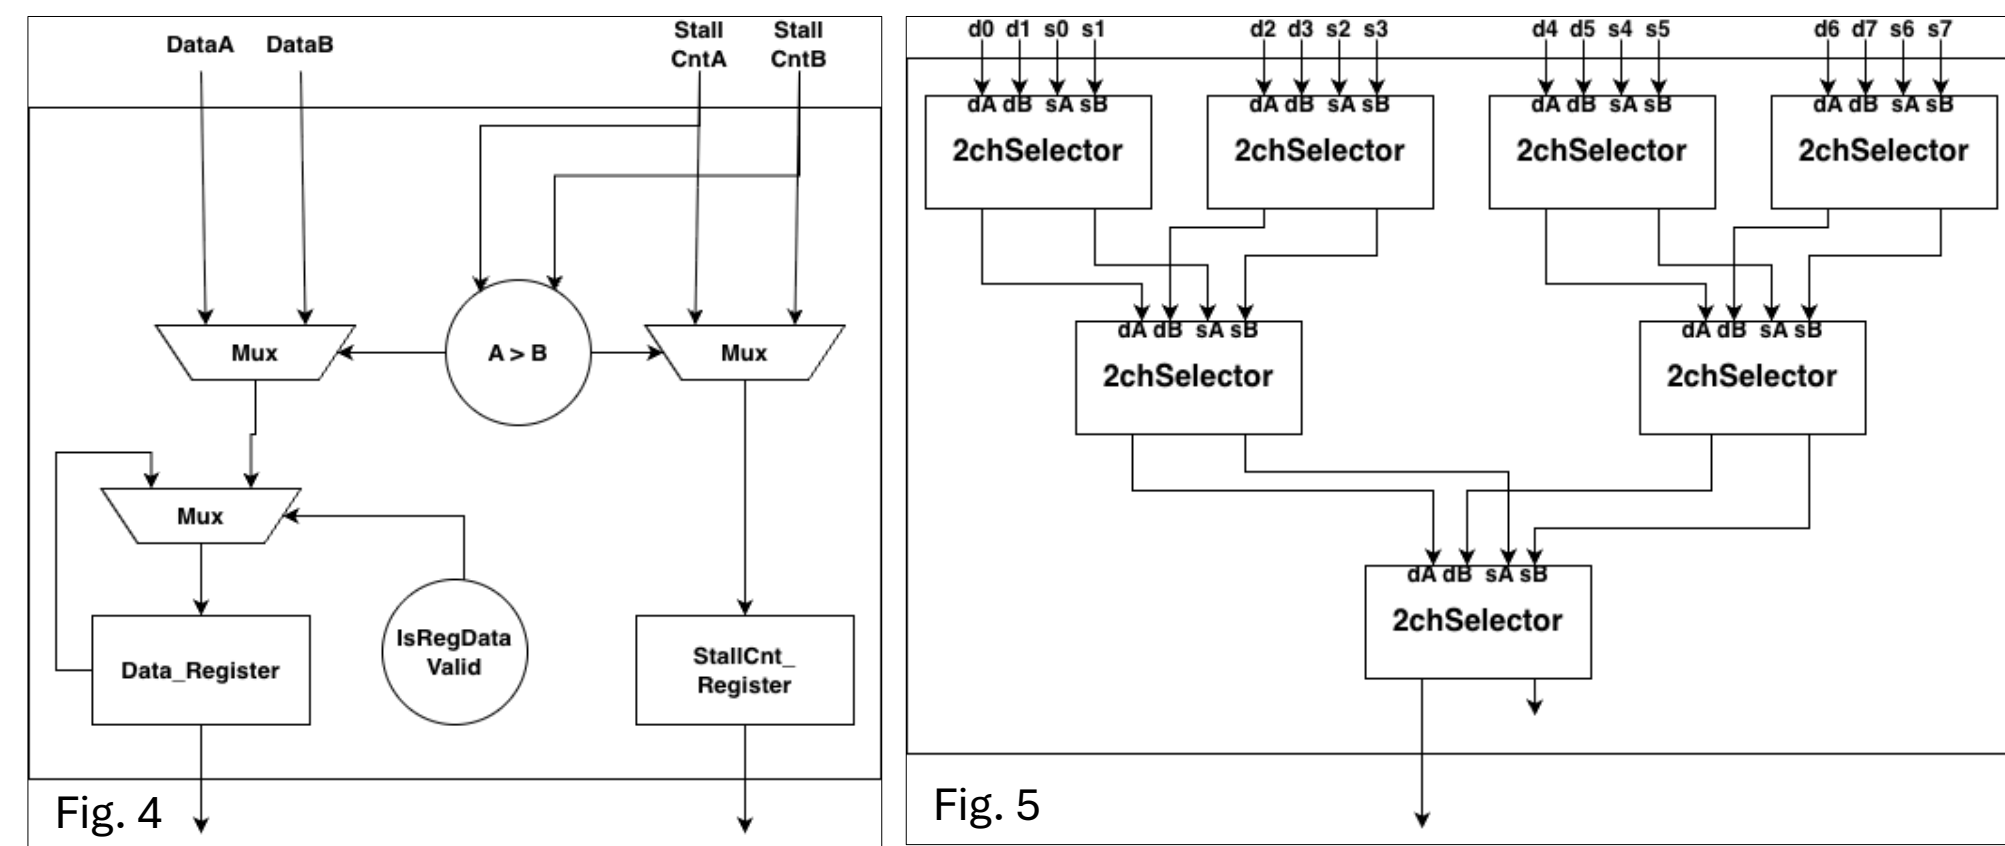 DataA DataB
Stall
CntA
Stall
CntB
Mux
A > B
Mux
Mux
IsRegData
Valid
Data_Register
StallCnt_
Register
Fig. 4
d0 d1 s0 s1
d2 d3 s2 s3
d4 d5 s4 s5
d6 d7 s6 s7
dA dB sA sB
2chSelector
dA dB sA sB
2chSelector
dA dB sA sB
2chSelector
dA dB sA sB
2chSelector
dA dB sA sB
2chSelector
dA dB sA sB
2chSelector
dA dB sA sB
2chSelector
Fig. 5